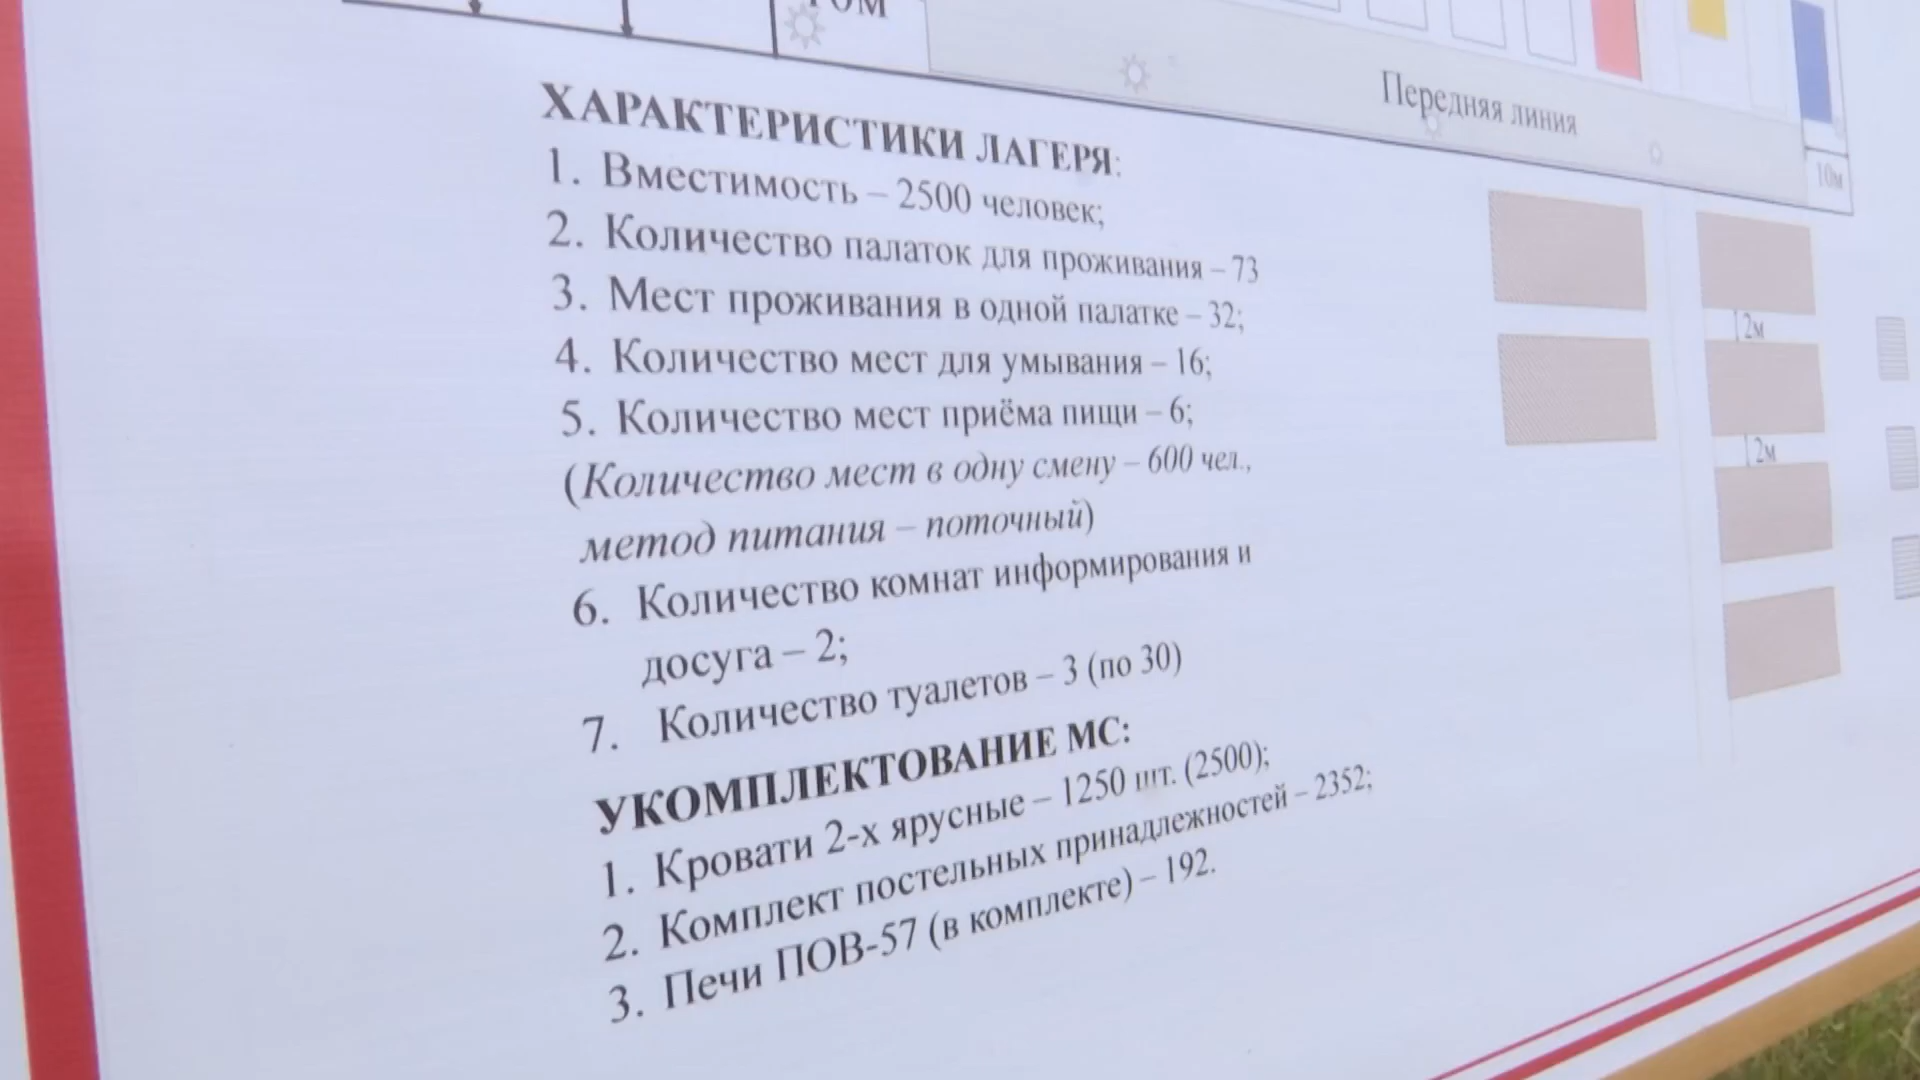 Передняя линия
10м
ХАРАКТЕРИСТИКИ ЛАГЕРЯ:
1. Вместимость – 2500 человек;
2. Количество палаток для проживания – 73
3. Мест проживания в одной палатке – 32;
4. Количество мест для умывания – 16;
5. Количество мест приёма пищи – 6;
(Количество мест в одну смену – 600 чел.,
метод питания – поточный)
6. Количество комнат информирования и
досуга – 2;
7. Количество туалетов – 3 (по 30)
УКОМПЛЕКТОВАНИЕ МС:
1. Кровати 2-х ярусные – 1250 шт. (2500);
2. Комплект постельных принадлежностей – 2352;
3. Печи ПОВ-57 (в комплекте) – 192.
2м
2м